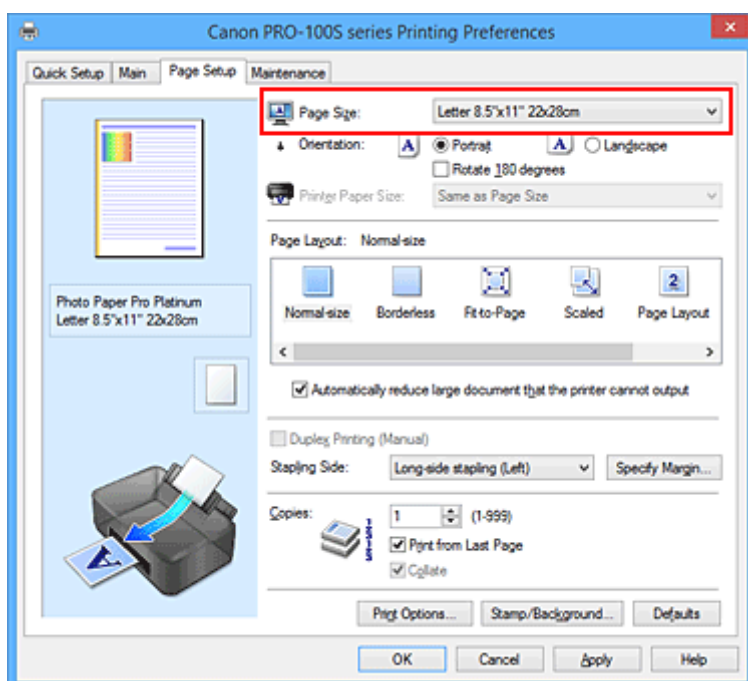 Canon PRO-100S series Printing Preferences
Quick Setup Main Page Setup Maintenance
Page Size: Letter 8.5"x11" 22x28cm
Orientation: A Portrait A Landscape
Rotate 180 degrees
Printer Paper Size: Same as Page Size
Page Layout: Normal-size
2
Normal-size Borderless Fit-to-Page Scaled Page Layout
Photo Paper Pro Platinum
Letter 8.5"x11" 22x28cm
Automatically reduce large document that the printer cannot output
Duplex Printing (Manual)
Stapling Side: Long-side stapling (Left) Specify Margin...
Copies: 1 (1-999)
Print from Last Page
Collate
A
Print Options... Stamp/Background... Defaults
OK Cancel Apply Help